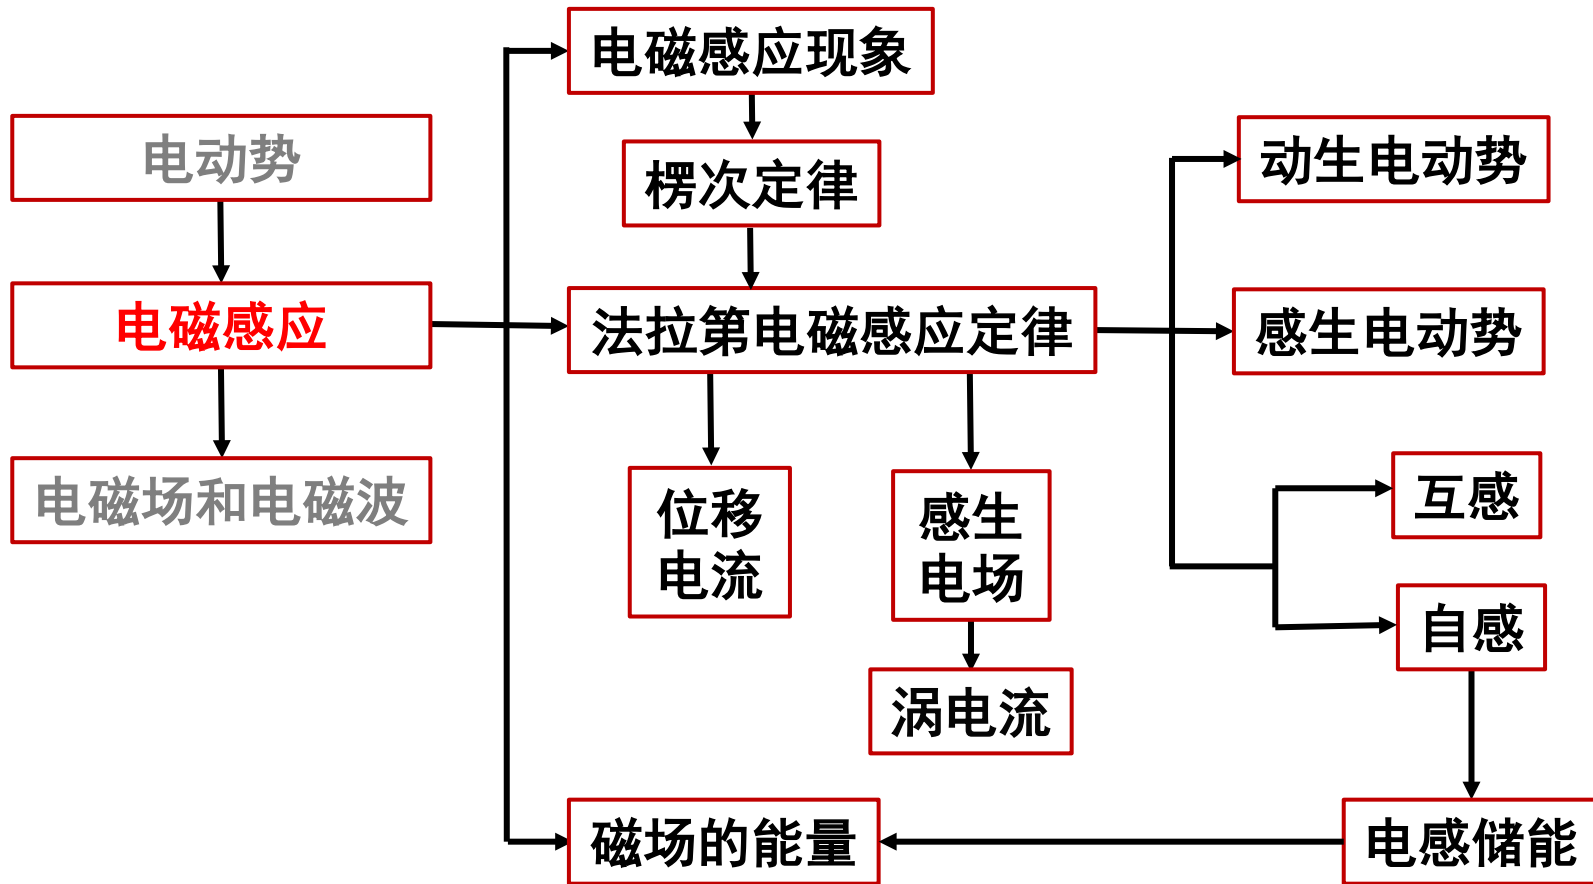 电动势
电磁感应
电磁场和电磁波
电磁感应现象
楞次定律
法拉第电磁感应定律
位移
电流
感生
电场
涡电流
磁场的能量
动生电动势
感生电动势
互感
自感
电感储能